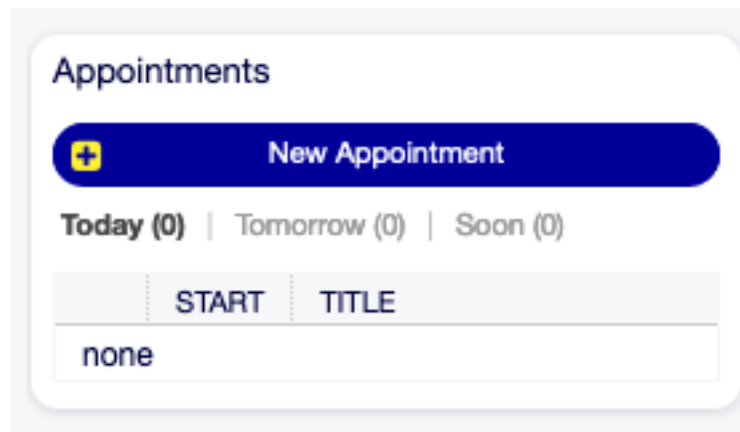 Appointments
New Appointment
Today (0) | Tomorrow (0) | Soon (0)
START TITLE
none